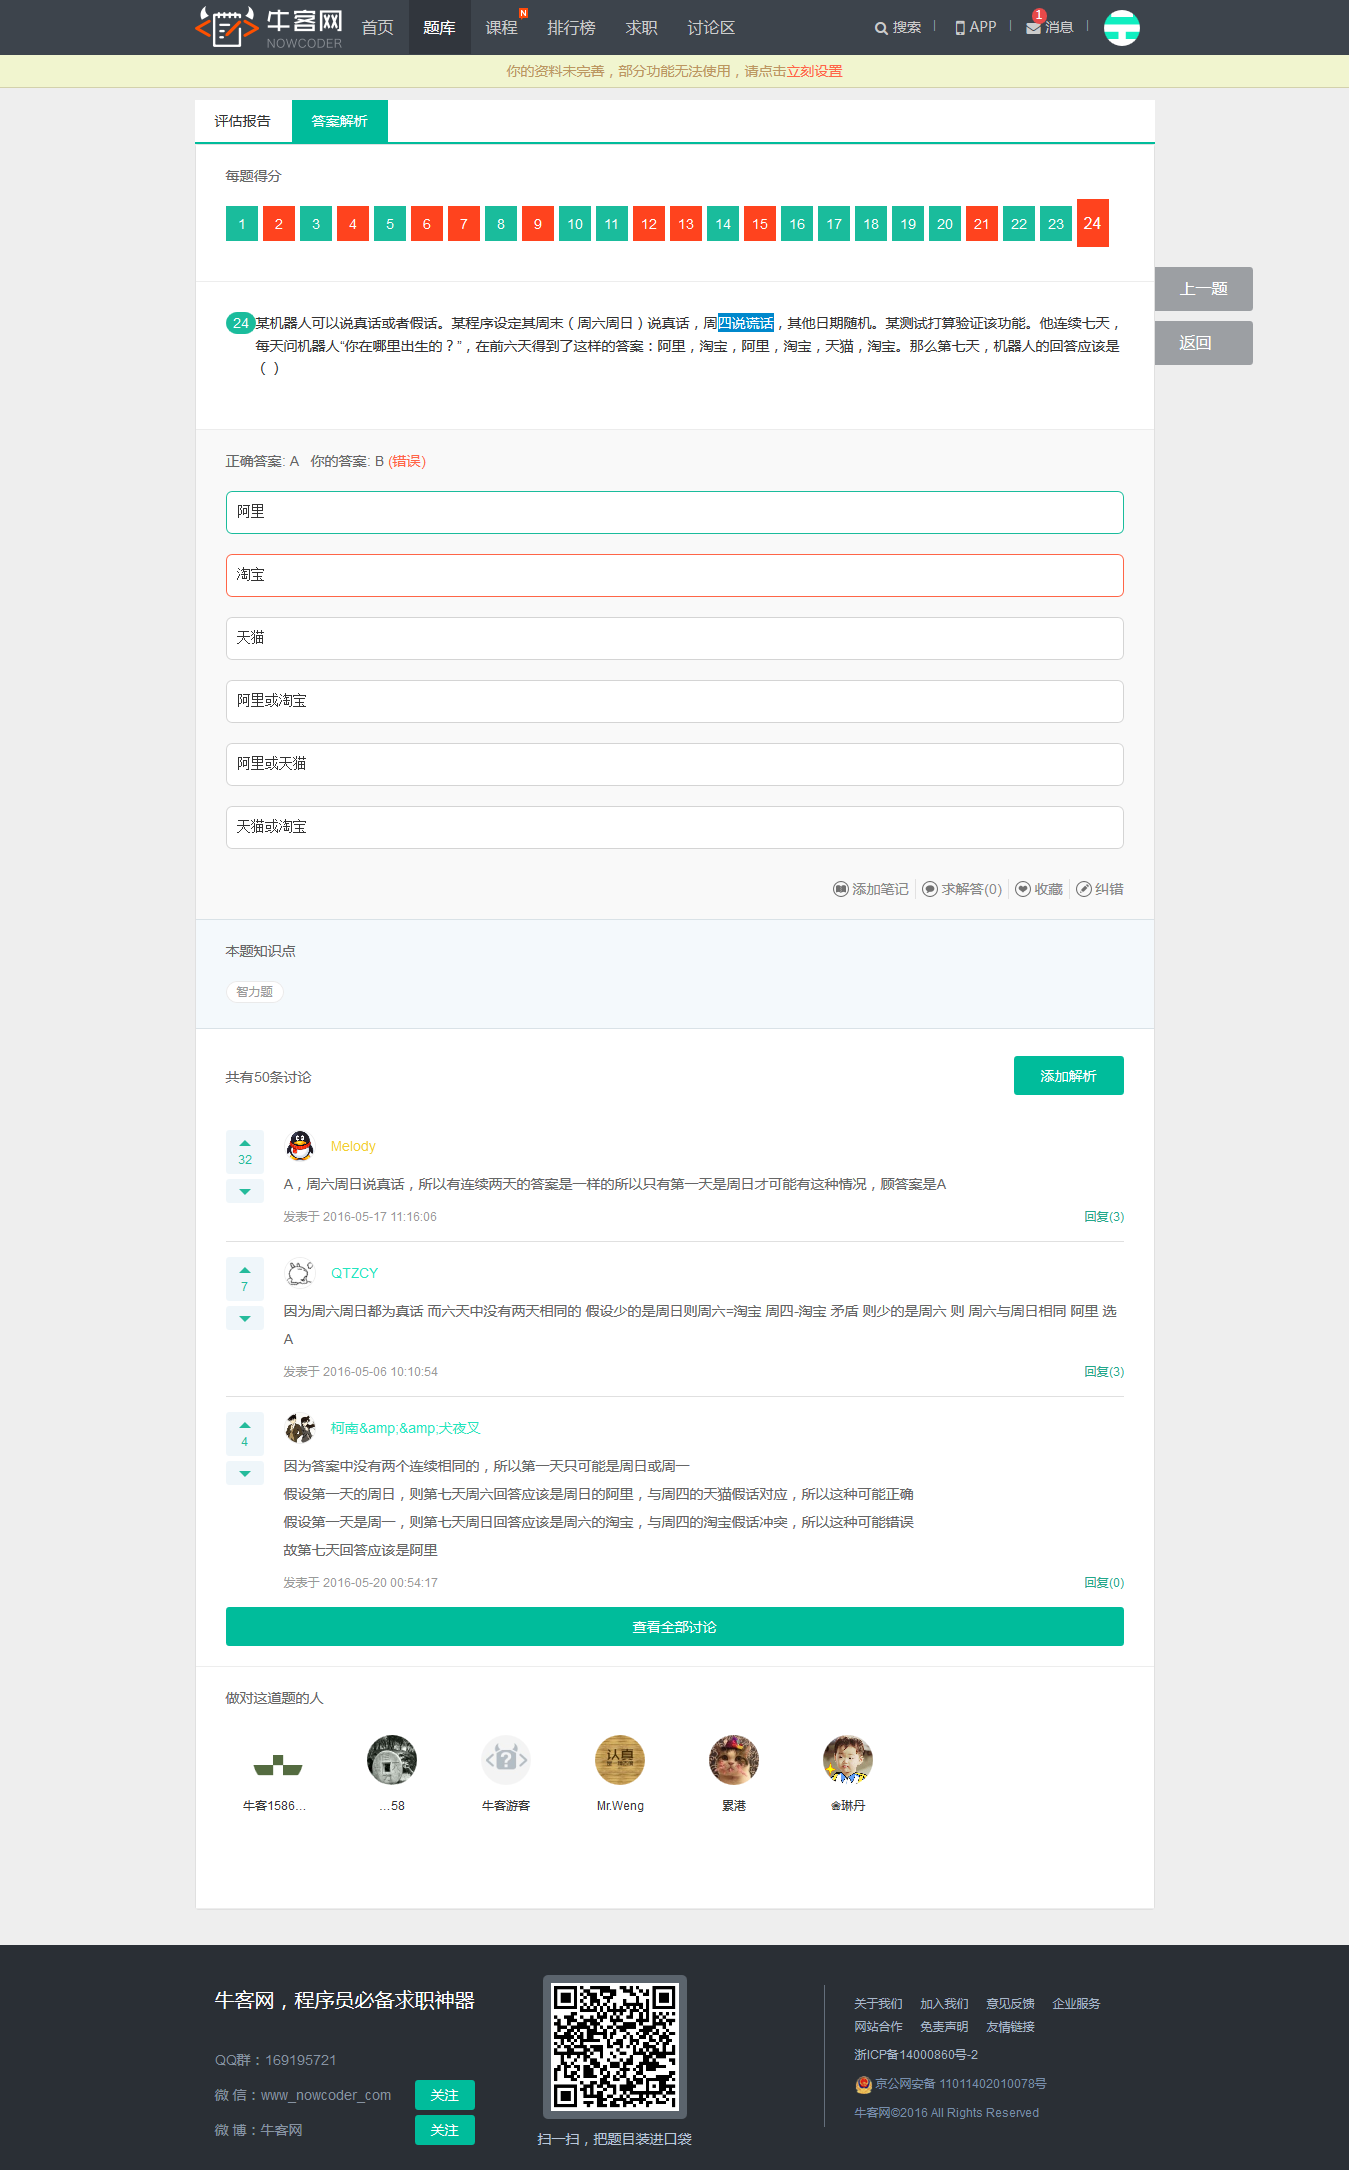 牛客网
NOWCODER
首页 题库 课程 N 排行榜 求职 讨论区 搜索 APP 1 消息
你的资料未完善，部分功能无法使用，请点击立刻设置
评估报告 答案解析
每题得分
1 2 3 4 5 6 7 8 9 10 11 12 13 14 15 16 17 18 19 20 21 22 23 24
上一题
返回
24 某机器人可以说真话或者假话。某程序设定其周末（周六周日）说真话，周四说谎话，其他日期随机。某测试打算验证该功能。他连续七天，
每天问机器人“你在哪里出生的？”，在前六天得到了这样的答案：阿里，淘宝，阿里，淘宝，天猫，淘宝。那么第七天，机器人的回答应该是
（ ）
正确答案: A 你的答案: B (错误)
阿里
淘宝
天猫
阿里或淘宝
阿里或天猫
天猫或淘宝
添加笔记 求解答(0) 收藏 纠错
本题知识点
智力题
共有50条讨论 添加解析
32 Melody
A，周六周日说真话，所以有连续两天的答案是一样的所以只有第一天是周日才可能有这种情况，顾答案是A
发表于 2016-05-17 11:16:06 回复(3)
7 QTZCY
因为周六周日都为真话 而六天中没有两天相同的 假设少的是周日则周六=淘宝 周四-淘宝 矛盾 则少的是周六 则 周六与周日相同 阿里 选
A
发表于 2016-05-06 10:10:54 回复(3)
4 柯南&amp;&amp;犬夜叉
因为答案中没有两个连续相同的，所以第一天只可能是周日或周一
假设第一天的周日，则第七天周六回答应该是周日的阿里，与周四的天猫假话对应，所以这种可能正确
假设第一天是周一，则第七天周日回答应该是周六的淘宝，与周四的淘宝假话冲突，所以这种可能错误
故第七天回答应该是阿里
发表于 2016-05-20 00:54:17 回复(0)
查看全部讨论
做对这道题的人
认真
牛客1586... ...58 牛客游客 Mr.Weng 累港 ❀琳丹
牛客网，程序员必备求职神器
QQ群：169195721
微 信：www_nowcoder_com 关注
微 博：牛客网 关注
扫一扫，把题目装进口袋
关于我们 加入我们 意见反馈 企业服务
网站合作 免责声明 友情链接
浙ICP备14000860号-2
京公网安备 11011402010078号
牛客网©2016 All Rights Reserved